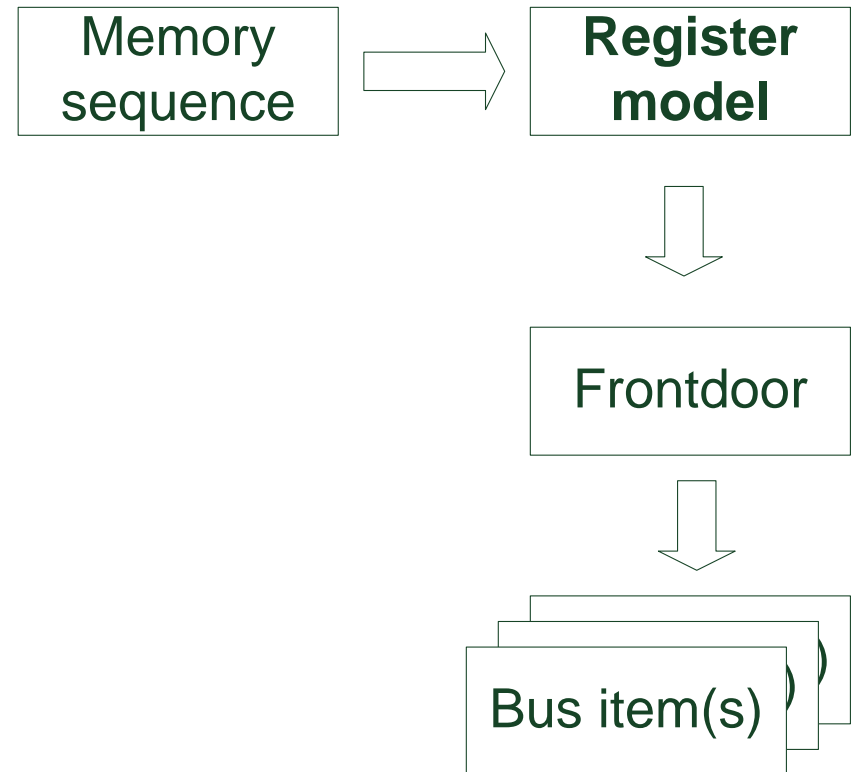 Memory
sequence
Register
model
Frontdoor
Bus item(s)
)
)